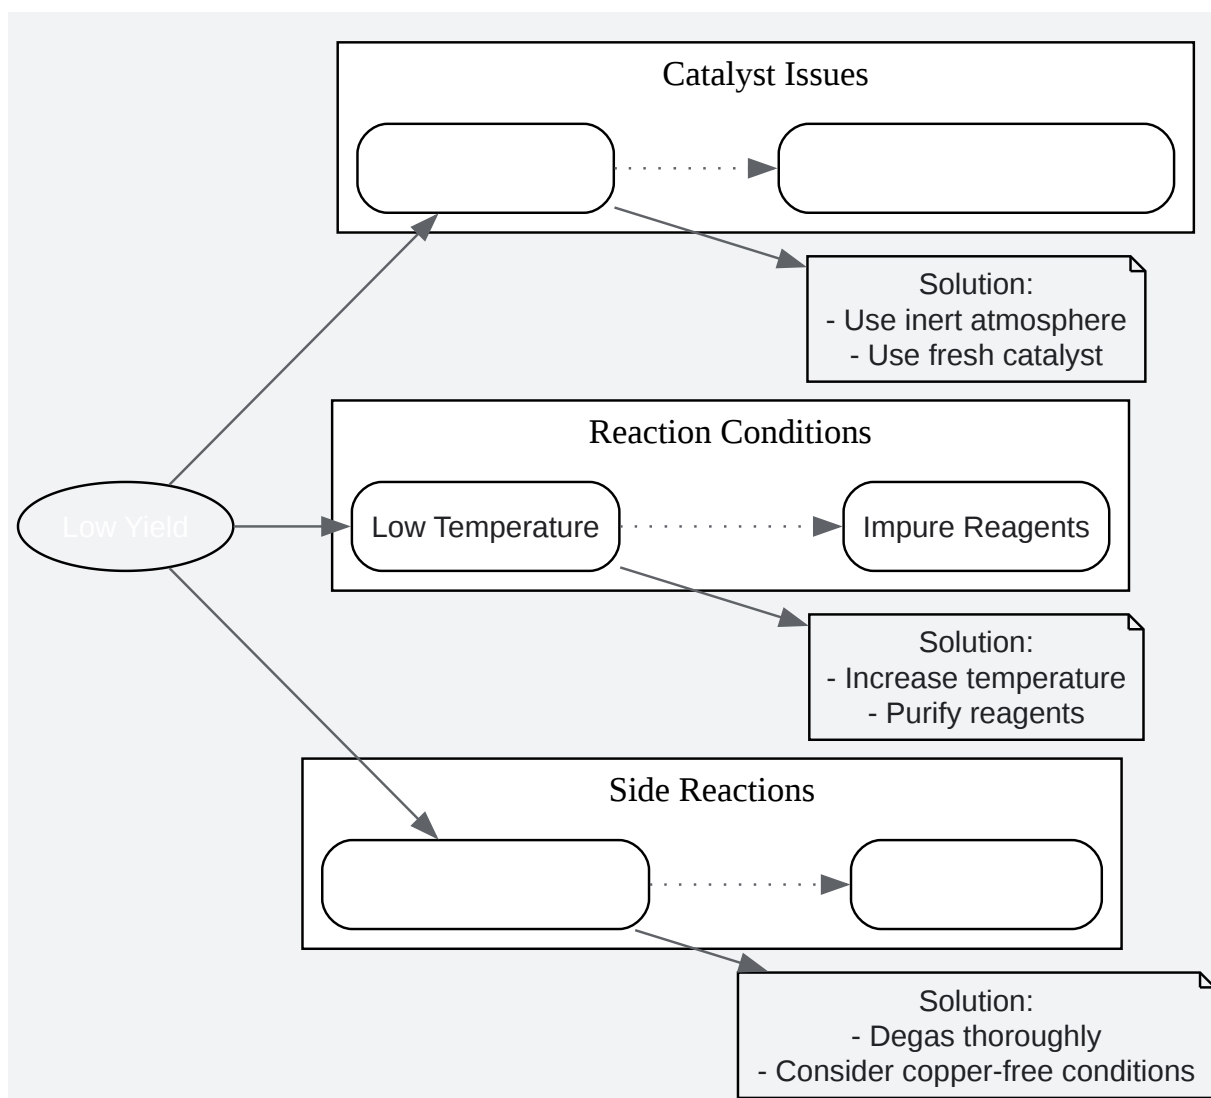 Catalyst Issues
Solution:
- Use inert atmosphere
- Use fresh catalyst
Reaction Conditions
Low Yield
Low Temperature
Impure Reagents
Solution:
- Increase temperature
- Purify reagents
Side Reactions
Solution:
- Degas thoroughly
- Consider copper-free conditions